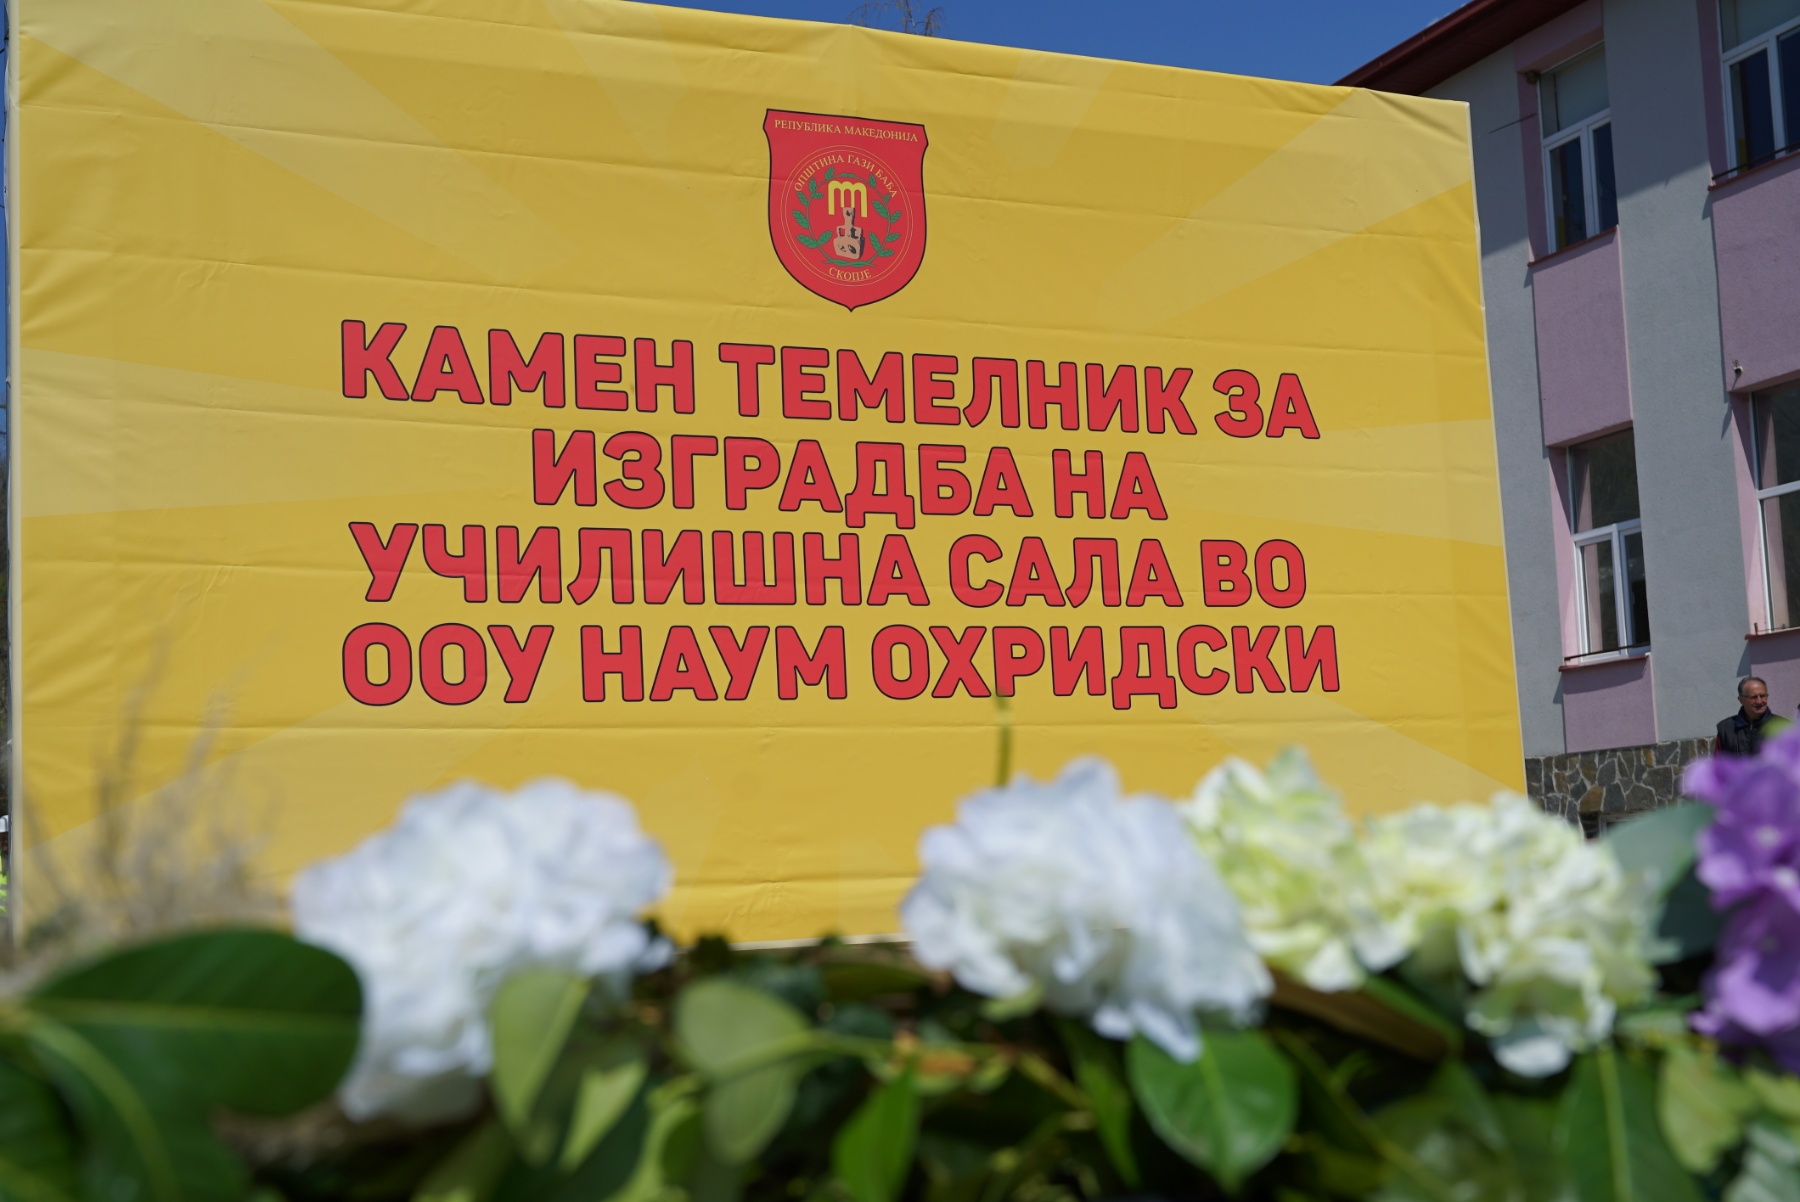 РЕПУБЛИКА МАКЕДОНИЈА
ОПШТИНА ГАЗИ БАБА
СКОПЈЕ
КАМЕН ТЕМЕЛНИК ЗА
ИЗГРАДБА НА
УЧИЛИШНА САЛА ВО
ООУ НАУМ ОХРИДСКИ